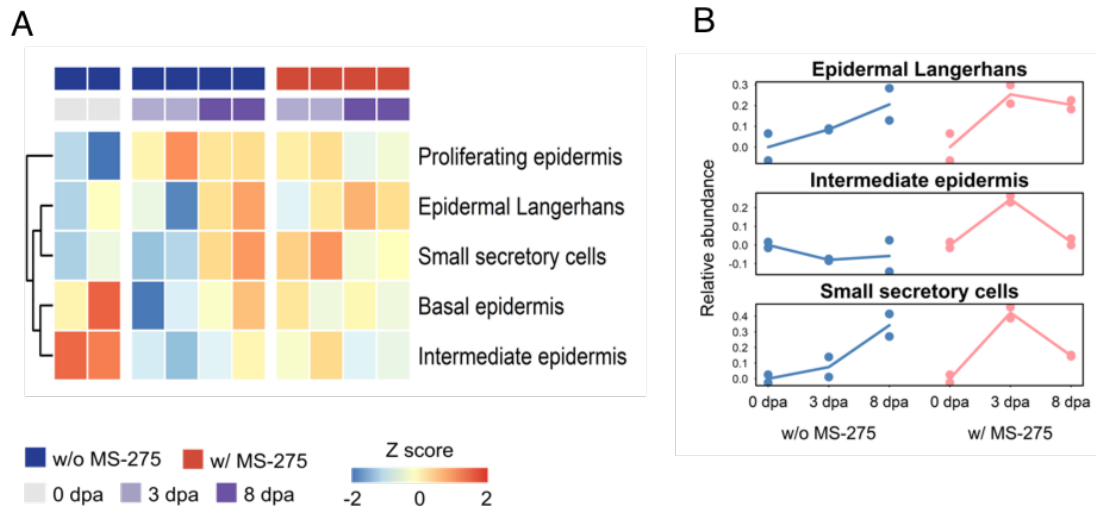 A
Proliferating epidermis
Epidermal Langerhans
Small secretory cells
Basal epidermis
Intermediate epidermis
w/o MS-275
w/ MS-275
0 dpa
3 dpa
8 dpa
Z score
-2
0
2
B
Relative abundance
Epidermal Langerhans
0.3
0.2
0.1
0.0
Intermediate epidermis
0.2
0.1
0.0
-0.1
Small secretory cells
0.4
0.3
0.2
0.1
0.0
0 dpa
3 dpa
8 dpa
0 dpa
3 dpa
8 dpa
w/o MS-275
w/ MS-275